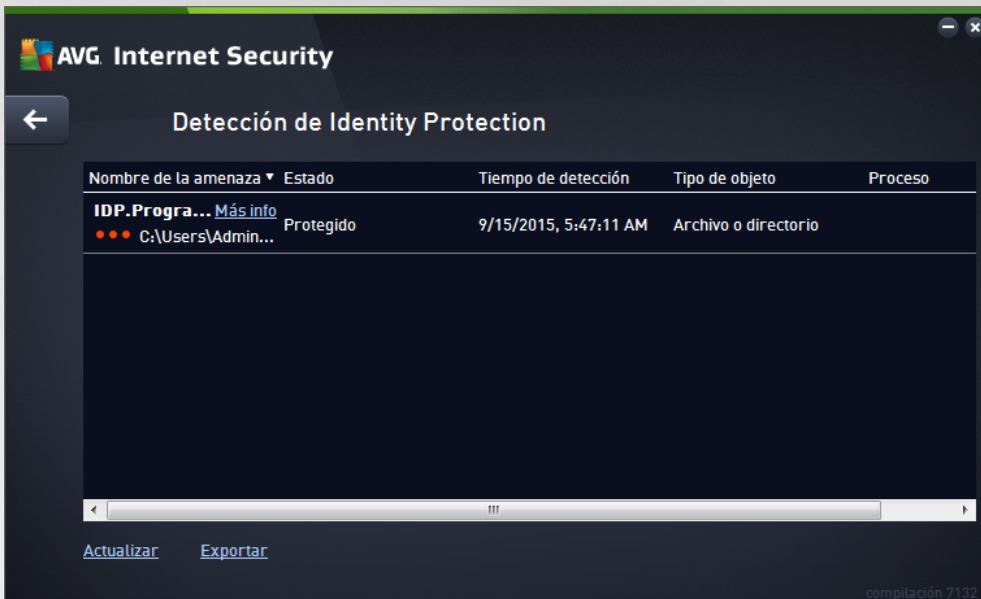 AVG. Internet Security
Detección de Identity Protection
Nombre de la amenaza Estado Tiempo de detección Tipo de objeto Proceso
IDP.Progra... Más info Protegido 9/15/2015, 5:47:11 AM Archivo o directorio
C:\Users\Admin...
Actualizar Exportar
compilación 7132